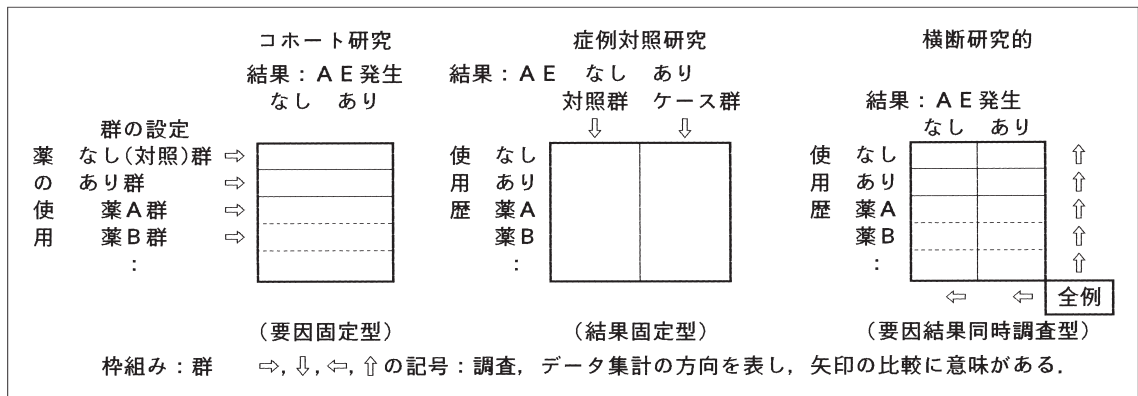 コホート研究
結果：ＡＥ発生
なし　あり
群の設定
薬の使用
なし(対照)群 ⇨
あり群 ⇨
薬Ａ群 ⇨
薬Ｂ群 ⇨
：
(要因固定型)
症例対照研究
結果：ＡＥ　なし　あり
対照群　ケース群
⇩　⇩
使用歴
なし
あり
薬Ａ
薬Ｂ
：
(結果固定型)
横断研究的
結果：ＡＥ発生
なし　あり
使用歴
なし ⇧
あり ⇧
薬Ａ ⇧
薬Ｂ ⇧
： ⇧
⇦　⇦ 全例
(要因結果同時調査型)
枠組み：群　⇨, ⇩, ⇦, ⇧の記号：調査，データ集計の方向を表し，矢印の比較に意味がある．